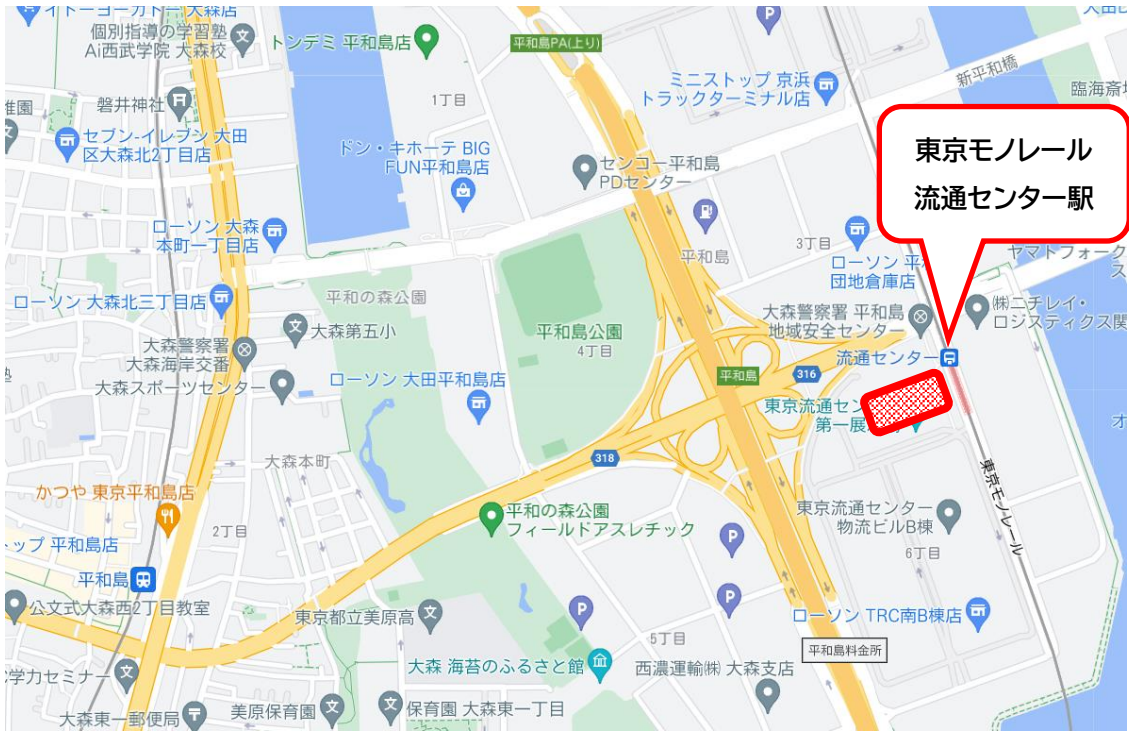 イトーヨーカドー 大森店
個別指導の学習塾
Ai西武学院 大森校
トンデミ 平和島店
平和島PA(上り)
ミニストップ 京浜
トラックターミナル店
新平和橋
臨海斎場
磐井神社
1丁目
セブン-イレブン 大田
区大森北2丁目店
ドン・キホーテ BIG
FUN平和島店
センコー平和島
PDセンター
東京モノレール
流通センター駅
ローソン 大森
本町一丁目店
平和島
3丁目
ローソン 平
団地倉庫店
ヤマトフォーク
ス
ローソン 大森北三丁目店
平和の森公園
大森第五小
平和島公園
4丁目
大森警察署 平和島
地域安全センター
㈱ニチレイ・
ロジスティクス関
大森警察署
大森海岸交番
大森スポーツセンター
ローソン 大田平和島店
平和島
316
流通センター
東京流通セン
第一展
オ
大森本町
318
かつや 東京平和島店
2丁目
平和の森公園
フィールドアスレチック
東京流通センター
物流ビルB棟
東京モノレール
6丁目
ップ 平和島店
平和島
公文式大森西2丁目教室
東京都立美原高
5丁目
ローソン TRC南B棟店
平和島料金所
学力セミナー
大森 海苔のふるさと館
西濃運輸㈱ 大森支店
大森東一郵便局
美原保育園
保育園 大森東一丁目